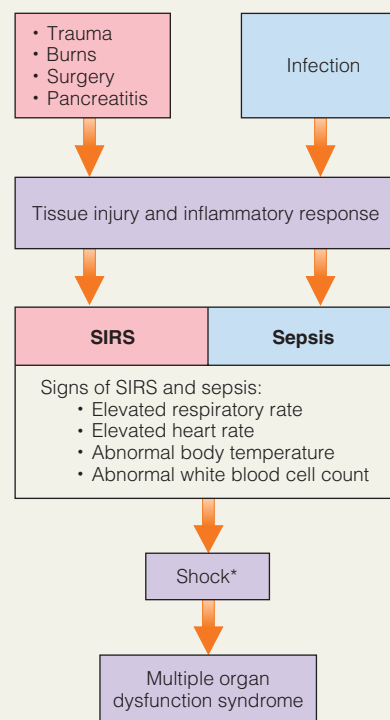 • Trauma
• Burns
• Surgery
• Pancreatitis
Infection
Tissue injury and inflammatory response
SIRS
Sepsis
Signs of SIRS and sepsis:
• Elevated respiratory rate
• Elevated heart rate
• Abnormal body temperature
• Abnormal white blood cell count
Shock*
Multiple organ
dysfunction syndrome